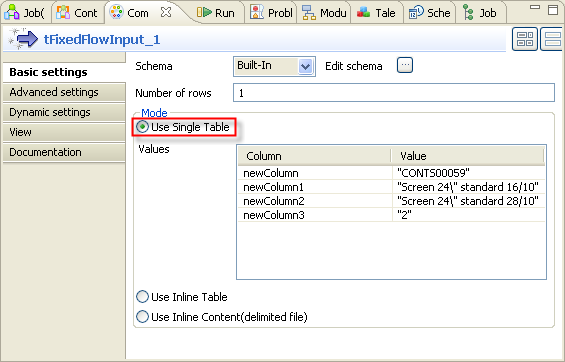 Job( Cont Com Run Probl Modu Tale Sche Job
tFixedFlowInput_1
Basic settings
Advanced settings
Dynamic settings
View
Documentation
Schema Built-In Edit schema ...
Number of rows 1
Mode
Use Single Table
Values
Column Value
newColumn "CONTS00059"
newColumn1 "Screen 24\" standard 16/10"
newColumn2 "Screen 24\" standard 28/10"
newColumn3 "2"
Use Inline Table
Use Inline Content(delimited file)